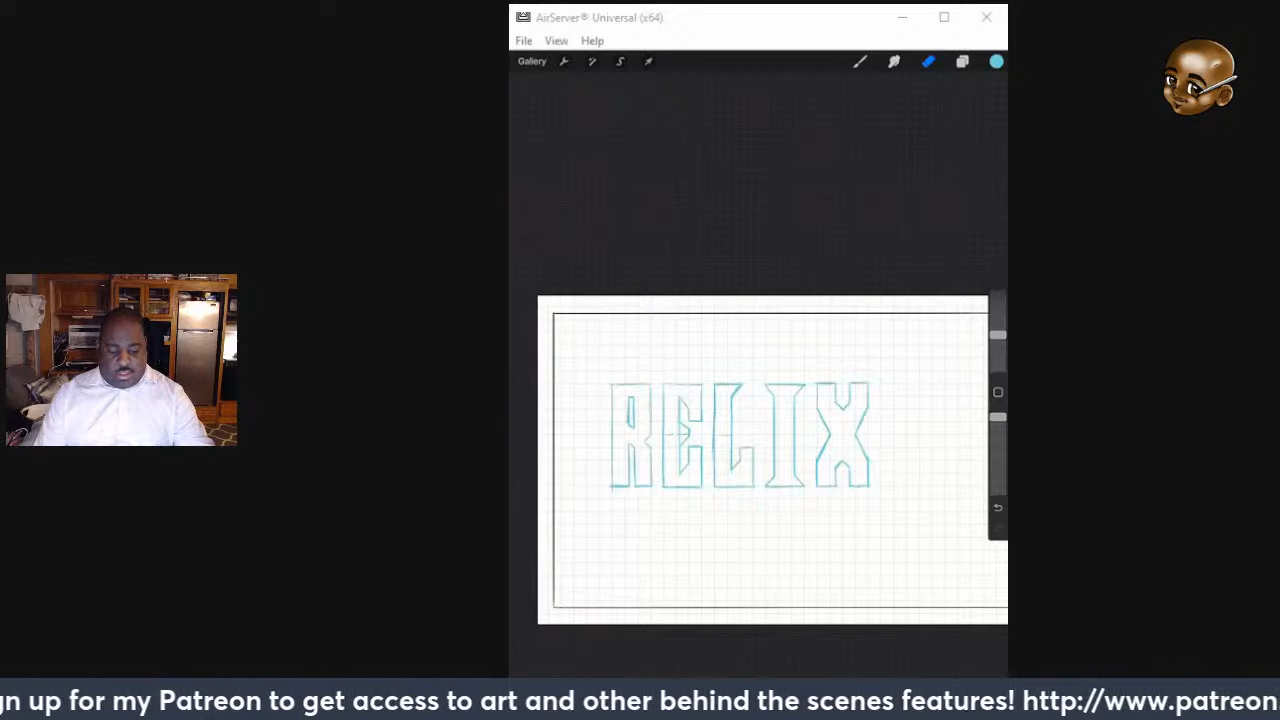 AirServer® Universal (x64)
File View Help
Gallery
RELIX
gn up for my Patreon to get access to art and other behind the scenes features! http://www.patreon.